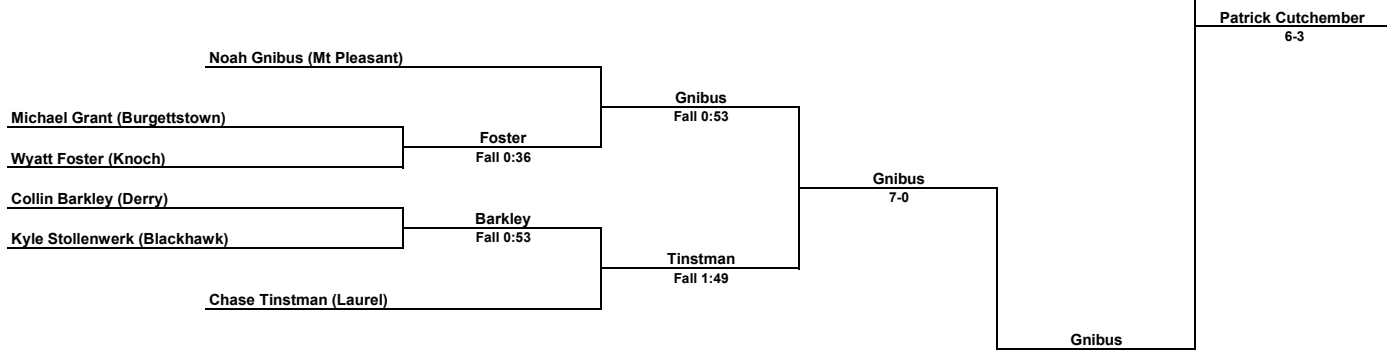 Patrick Cutchember
6-3
Noah Gnibus (Mt Pleasant)
Gnibus
Fall 0:53
Michael Grant (Burgettstown)
Foster
Fall 0:36
Wyatt Foster (Knoch)
Gnibus
7-0
Collin Barkley (Derry)
Barkley
Fall 0:53
Kyle Stollenwerk (Blackhawk)
Tinstman
Fall 1:49
Chase Tinstman (Laurel)
Gnibus